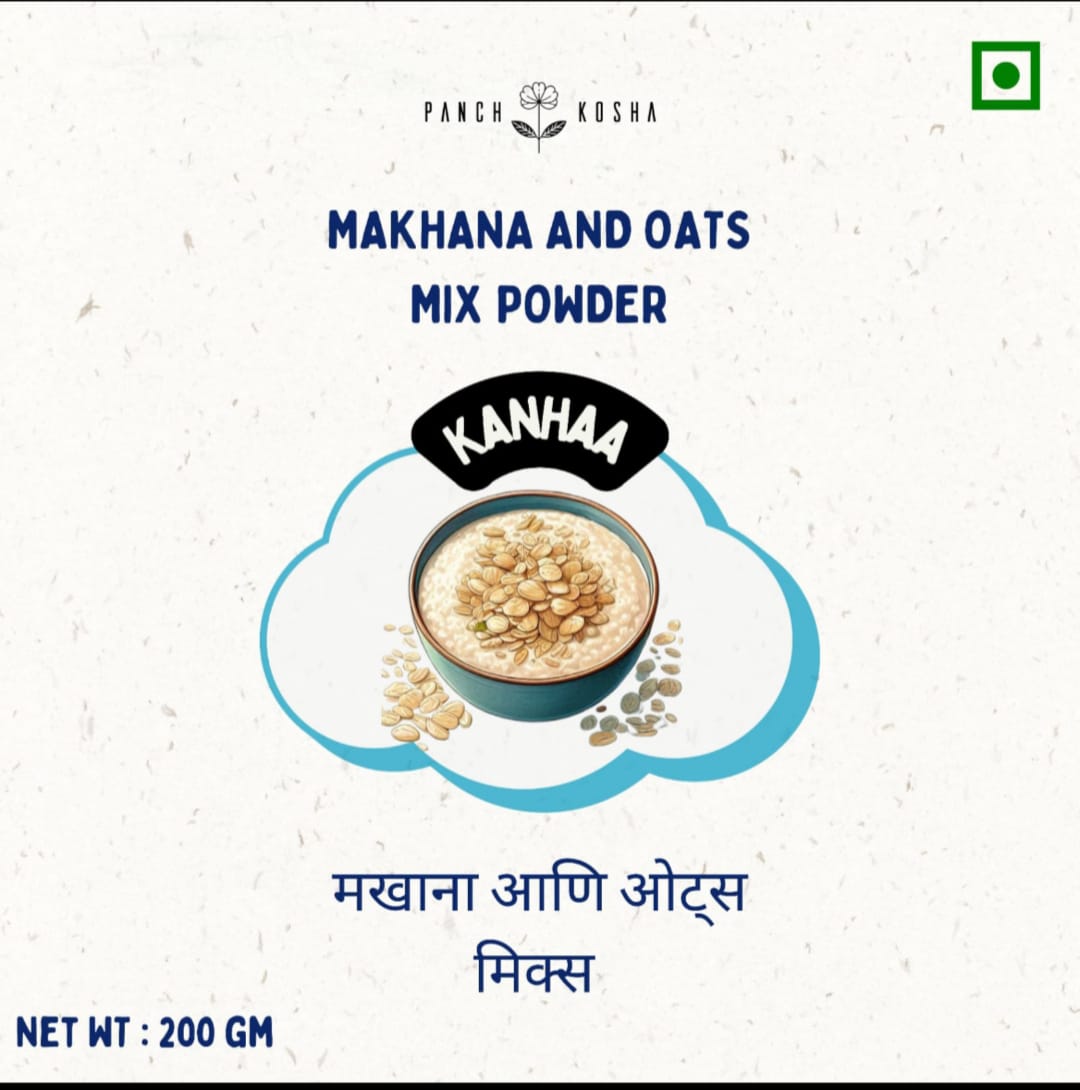 PANCH KOSHA
MAKHANA AND OATS
MIX POWDER
KANHAA
मखाना आणि ओट्स
मिक्स
NET WT : 200 GM